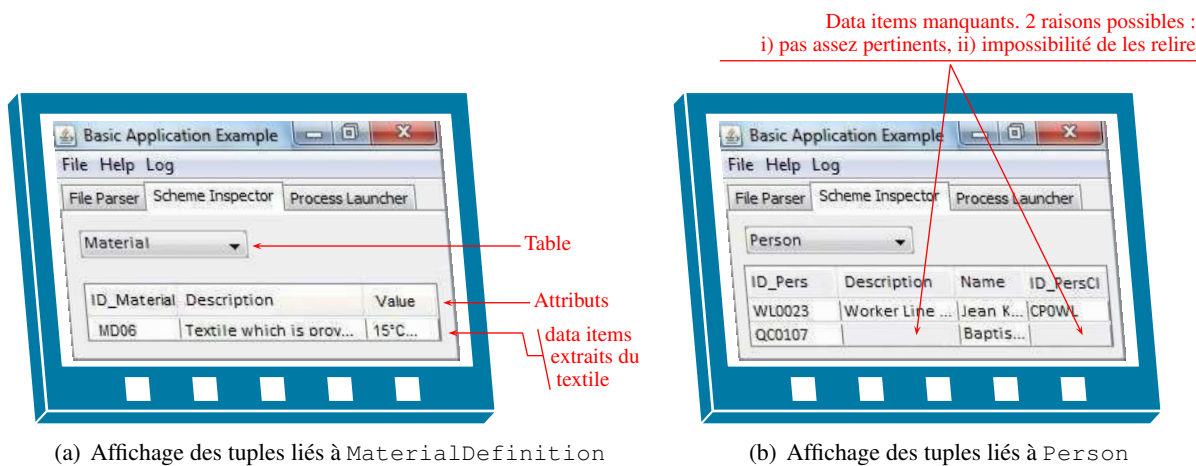 Data items manquants. 2 raisons possibles :
i) pas assez pertinents, ii) impossibilité de les relire
Basic Application Example
File Help Log
File Parser Scheme Inspector Process Launcher
Material
Table
ID_Material Description Value
Attributs
MD06 Textile which is prov... 15°C...
data items
extraits du
textile
(a) Affichage des tuples liés à MaterialDefinition
Basic Application Example
File Help Log
File Parser Scheme Inspector Process Launcher
Person
ID_Pers Description Name ID_PersCl
WL0023 Worker Line ... Jean K... CP0WL
QC0107 Baptis...
(b) Affichage des tuples liés à Person